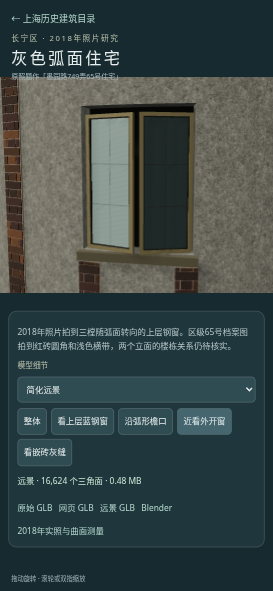 ← 上海历史建筑目录
长宁区 · 2018年照片研究
灰色弧面住宅
原照题作「愚园路749弄65号住宅」
2018年照片拍到三樘随弧面转向的上层钢窗。区级65号档案图
拍到红砖圆角和浅色横带，两个立面的楼栋关系仍待核实。
模型细节
简化远景
整体 看上层蓝钢窗 沿弧形檐口 近看外开窗
看嵌砖灰缝
远景 · 16,624 个三角面 · 0.48 MB
原始 GLB 网页 GLB 远景 GLB Blender
2018年实照与曲面测量
拖动旋转 · 滚轮或双指缩放